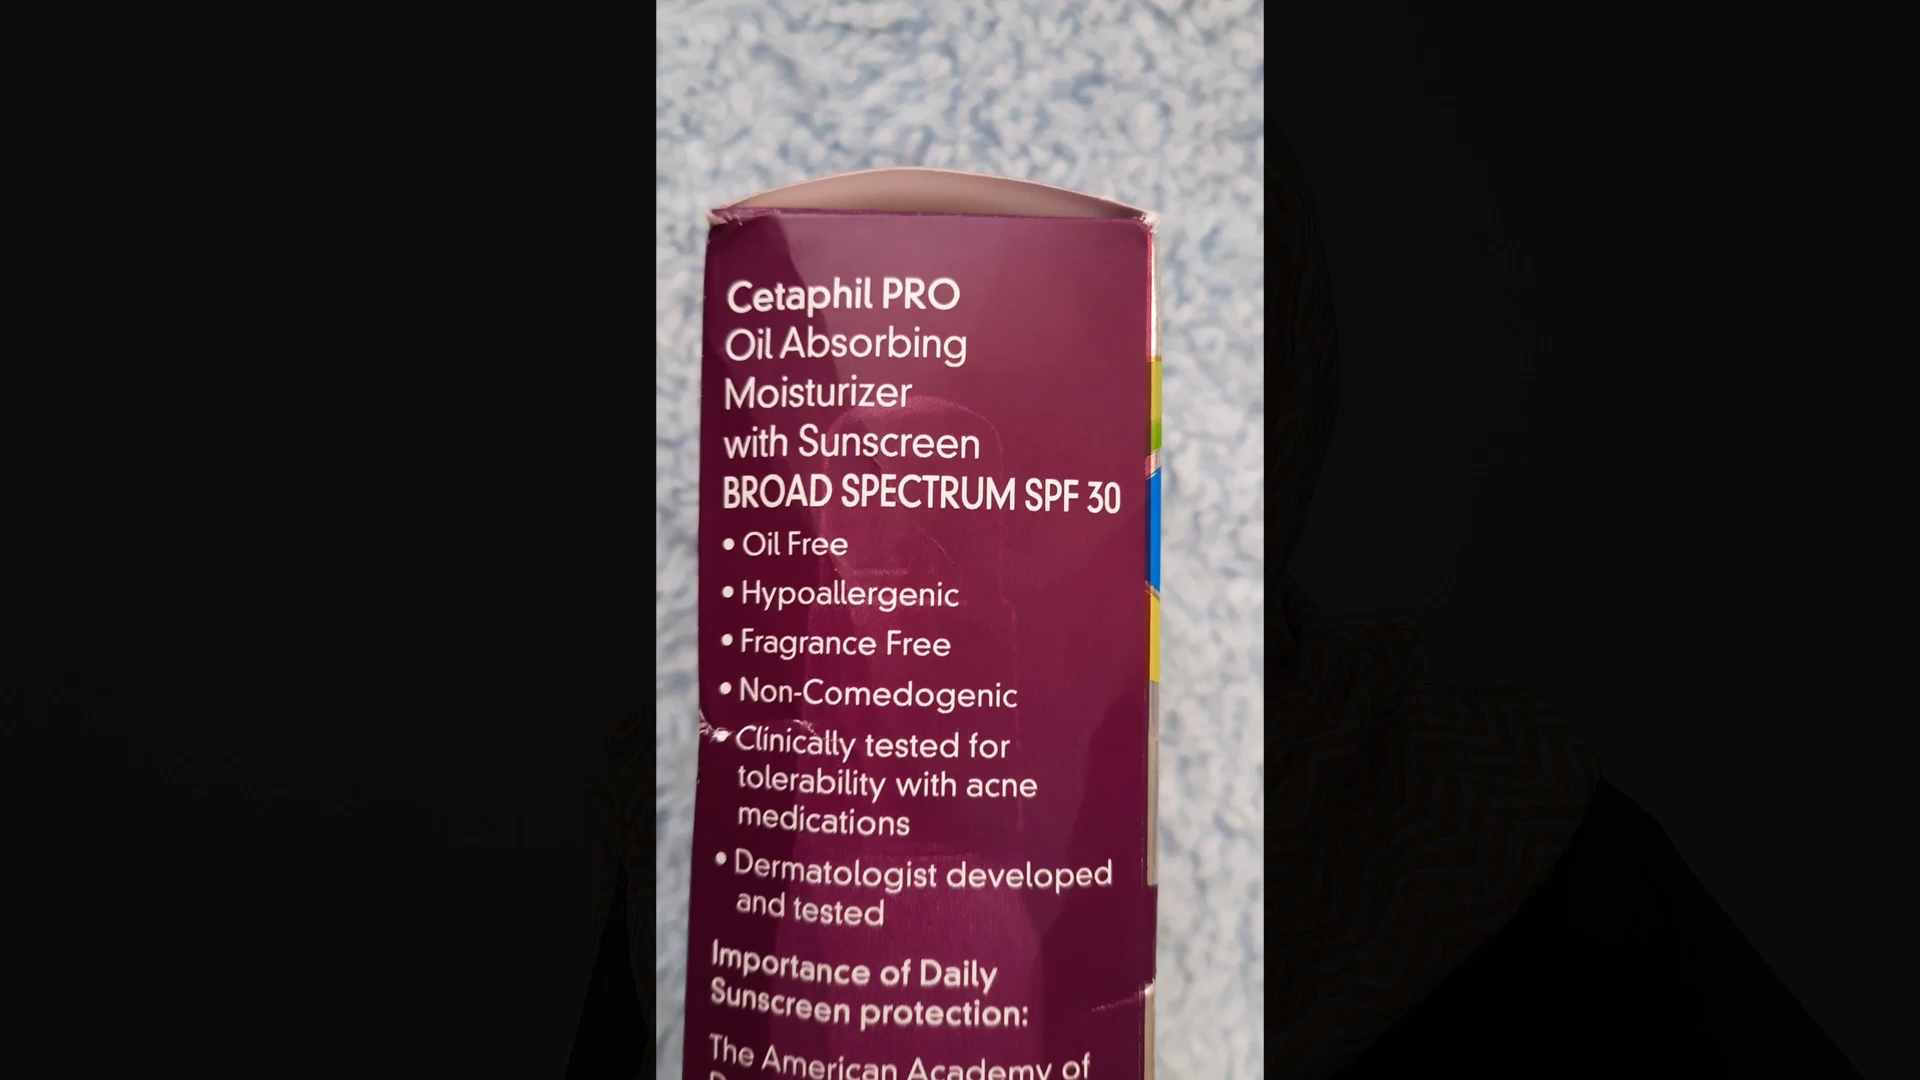 Cetaphil PRO
Oil Absorbing
Moisturizer
with Sunscreen
BROAD SPECTRUM SPF 30
• Oil Free
• Hypoallergenic
• Fragrance Free
• Non-Comedogenic
• Clinically tested for
tolerability with acne
medications
• Dermatologist developed
and tested
Importance of Daily
Sunscreen protection:
The American Academy of